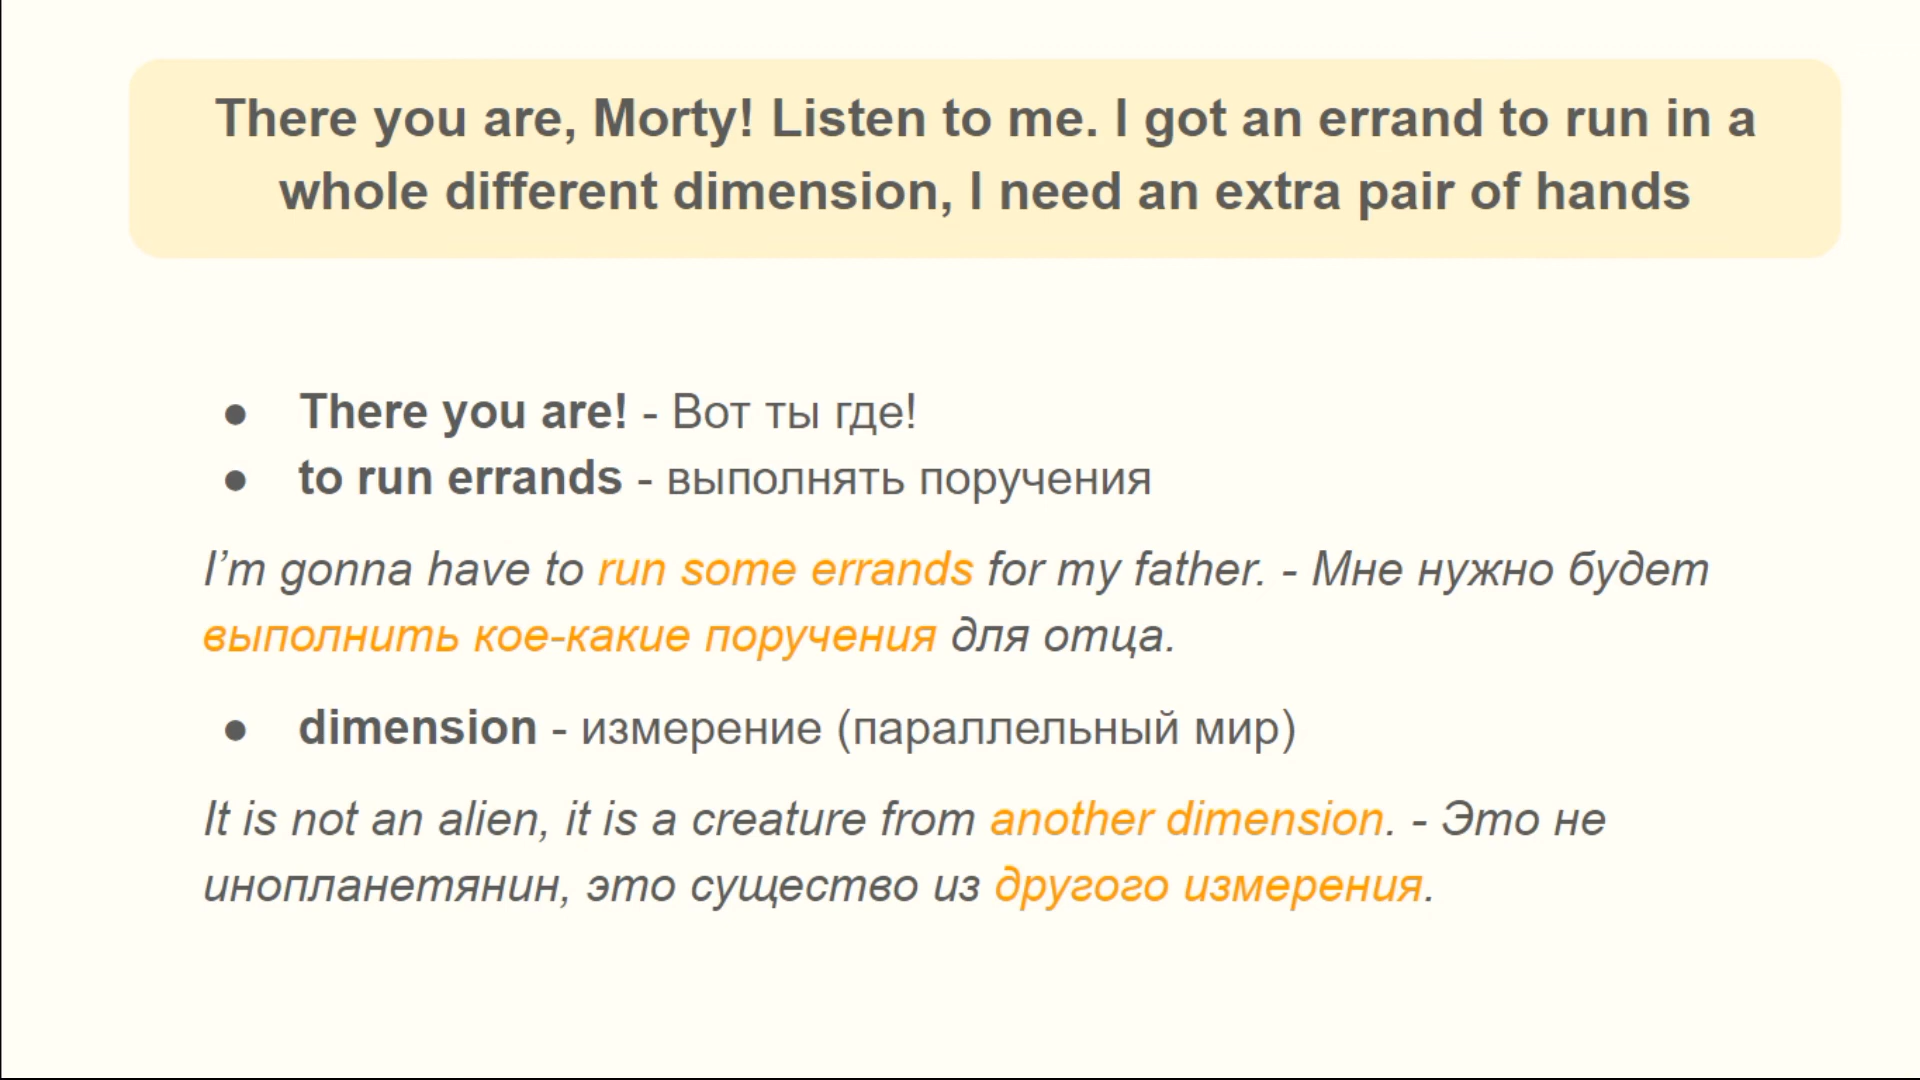 There you are, Morty! Listen to me. I got an errand to run in a
whole different dimension, I need an extra pair of hands
● There you are! - Вот ты где!
● to run errands - выполнять поручения
I’m gonna have to run some errands for my father. - Мне нужно будет
выполнить кое-какие поручения для отца.
● dimension - измерение (параллельный мир)
It is not an alien, it is a creature from another dimension. - Это не
инопланетянин, это существо из другого измерения.